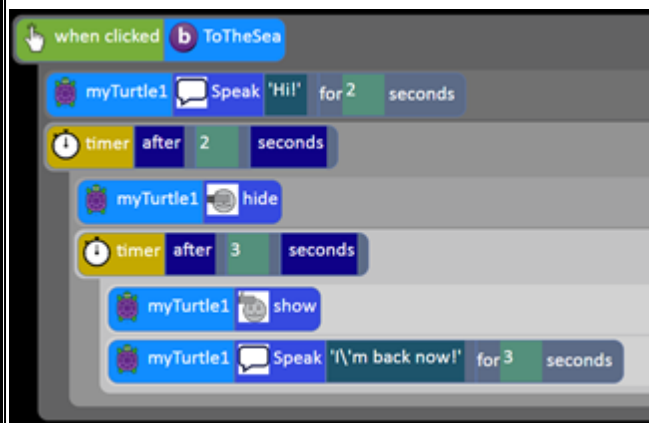 when clicked b ToTheSea
myTurtle1 Speak 'Hi!' for 2 seconds
timer after 2 seconds
myTurtle1 hide
timer after 3 seconds
myTurtle1 show
myTurtle1 Speak 'I\'m back now!' for 3 seconds